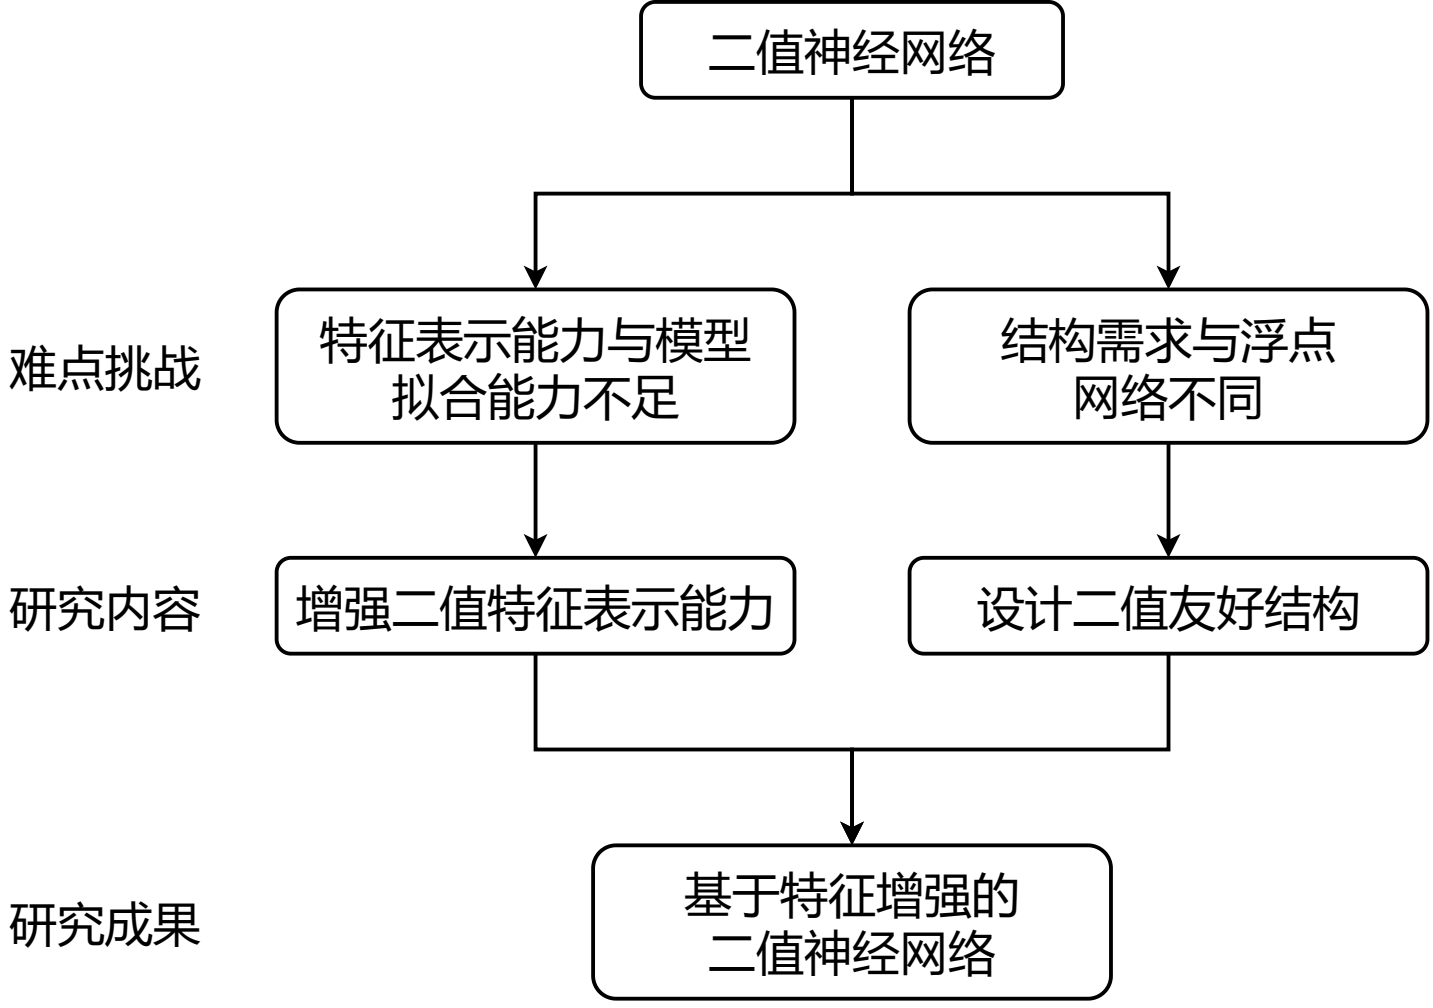 二值神经网络
难点挑战
特征表示能力与模型
拟合能力不足
结构需求与浮点
网络不同
研究内容
增强二值特征表示能力
设计二值友好结构
研究成果
基于特征增强的
二值神经网络